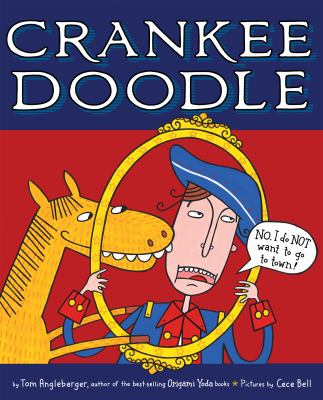 CRANKEE
DOODLE
NO. I do NOT
want to go
to town!
by Tom Angleberger, author of the best-selling Origami Yoda books ★ Pictures by Cece Bell